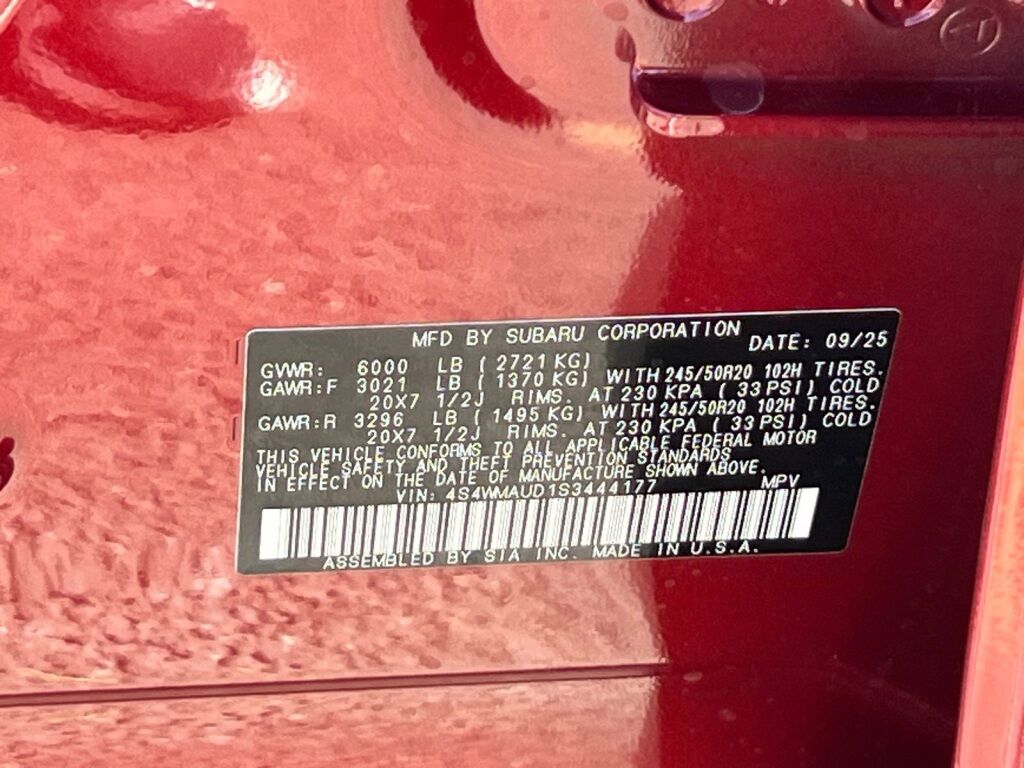 MFD BY SUBARU CORPORATION DATE: 09/25
GVWR: 6000 LB ( 2721 KG)
GAWR:F 3021 LB ( 1370 KG) WITH 245/50R20 102H TIRES.
20X7 1/2J RIMS. AT 230 KPA ( 33 PSI) COLD
GAWR:R 3296 LB ( 1495 KG) WITH 245/50R20 102H TIRES.
20X7 1/2J RIMS. AT 230 KPA ( 33 PSI) COLD
THIS VEHICLE CONFORMS TO ALL APPLICABLE FEDERAL MOTOR
VEHICLE SAFETY AND THEFT PREVENTION STANDARDS
IN EFFECT ON THE DATE OF MANUFACTURE SHOWN ABOVE.
VIN: 4S4WMAUD1S3444177 MPV
ASSEMBLED BY SIA INC. MADE IN U.S.A.